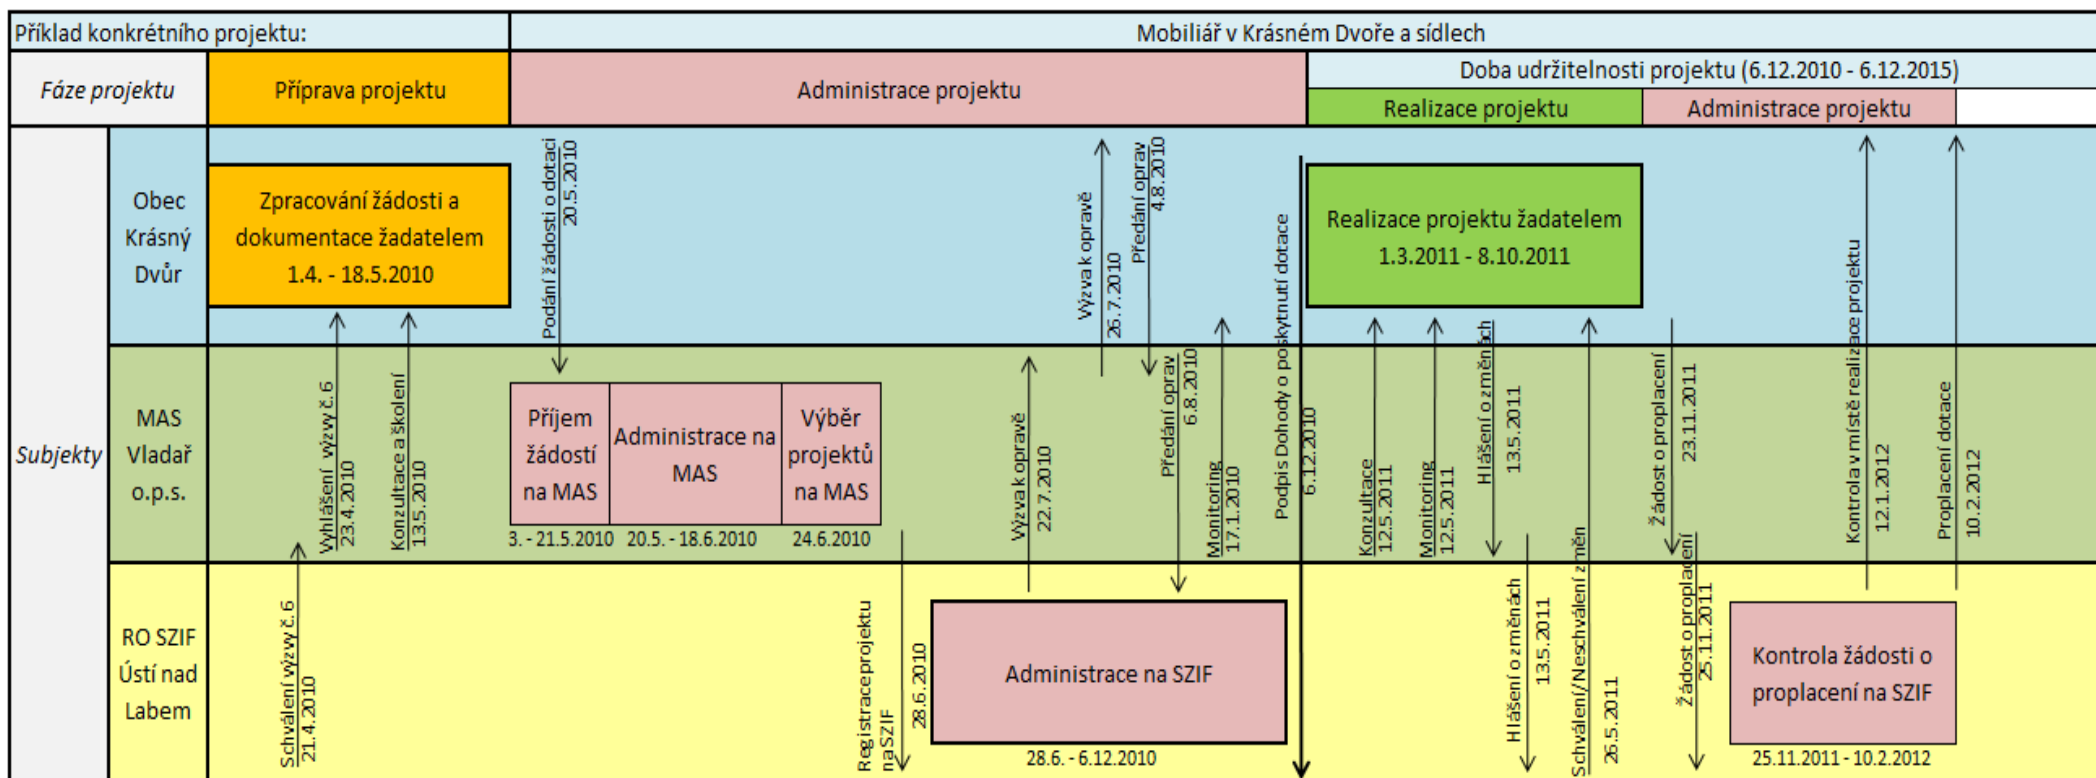 Příklad konkrétního projektu:
Mobiliář v Krásném Dvoře a sídlech
Fáze projektu
Příprava projektu
Administrace projektu
Doba udržitelnosti projektu (6.12.2010 - 6.12.2015)
Realizace projektu
Administrace projektu
Subjekty
Obec
Krásný
Dvůr
Zpracování žádosti a
dokumentace žadatelem
1.4. - 18.5.2010
Podání žádosti o dotaci
20.5.2010
Výzva k opravě
26.7.2010
Předání oprav
4.8.2010
Podpis Dohody o poskytnutí dotace
6.12.2010
Realizace projektu žadatelem
1.3.2011 - 8.10.2011
MAS
Vladař
o.p.s.
Vyhlášení výzvy č.6
23.4.2010
Konzultace a školení
13.5.2010
Příjem
žádostí
na MAS
3. - 21.5.2010
Administrace na
MAS
20.5. - 18.6.2010
Výběr
projektů
na MAS
24.6.2010
Výzva k opravě
22.7.2010
Předání oprav
6.8.2010
Monitoring
17.1.2010
Konzultace
12.5.2011
Monitoring
12.5.2011
Hlášení o změnách
13.5.2011
Žádost o proplacení
23.11.2011
Kontrola v místě realizace projektu
12.1.2012
Proplacení dotace
10.2.2012
RO SZIF
Ústí nad
Labem
Schválení výzvy č.6
21.4.2010
Registrace projektu
na SZIF
28.6.2010
Administrace na SZIF
28.6. - 6.12.2010
Hlášení o změnách
13.5.2011
Schválení/Neschválení změn
26.5.2011
Žádost o proplacení
25.11.2011
Kontrola žádosti o
proplacení na SZIF
25.11.2011 - 10.2.2012